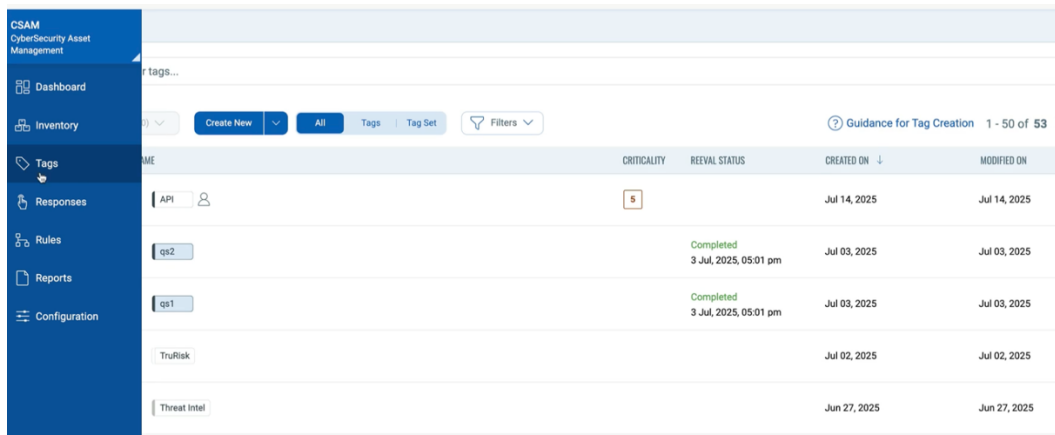 CSAM
CyberSecurity Asset
Management
Dashboard
Inventory
Tags
Responses
Rules
Reports
Configuration
r tags...
0)
Create New
All
Tags
Tag Set
Filters
Guidance for Tag Creation
1 - 50 of 53
AME CRITICALITY REEVAL STATUS CREATED ON MODIFIED ON
API 5 Jul 14, 2025 Jul 14, 2025
qs2 Completed Jul 03, 2025 Jul 03, 2025
3 Jul, 2025, 05:01 pm
qs1 Completed Jul 03, 2025 Jul 03, 2025
3 Jul, 2025, 05:01 pm
TruRisk Jul 02, 2025 Jul 02, 2025
Threat Intel Jun 27, 2025 Jun 27, 2025